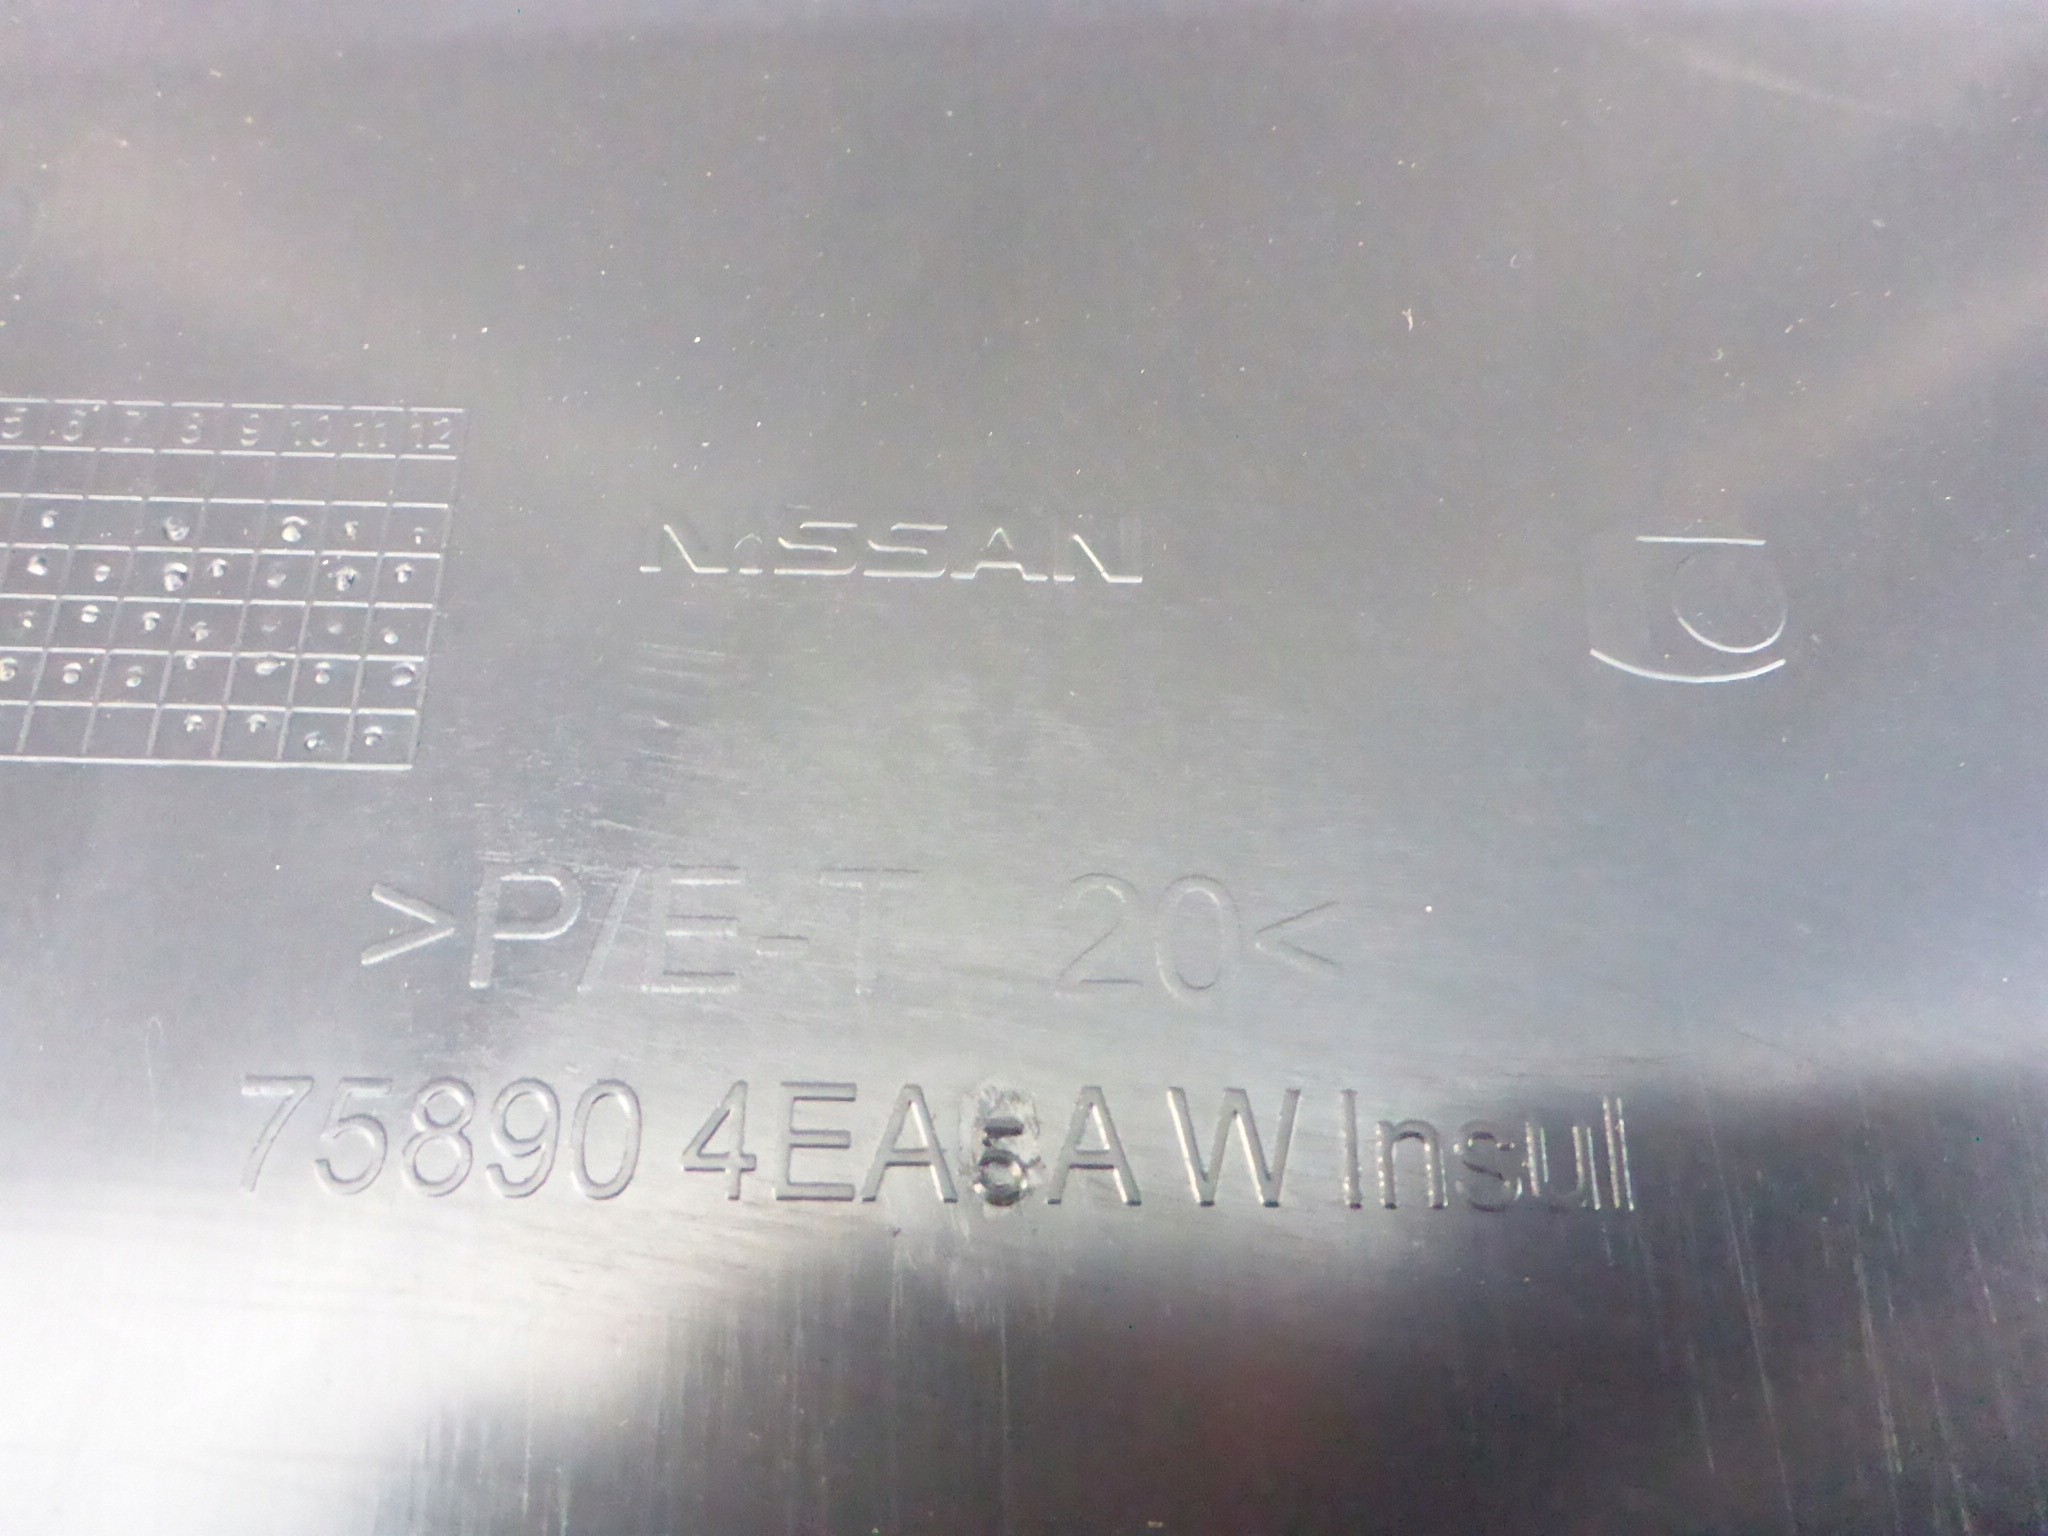 5 6 7 8 9 10 11 12
NISSAN
>P/E-T 20<
75890 4EA5A W Insul